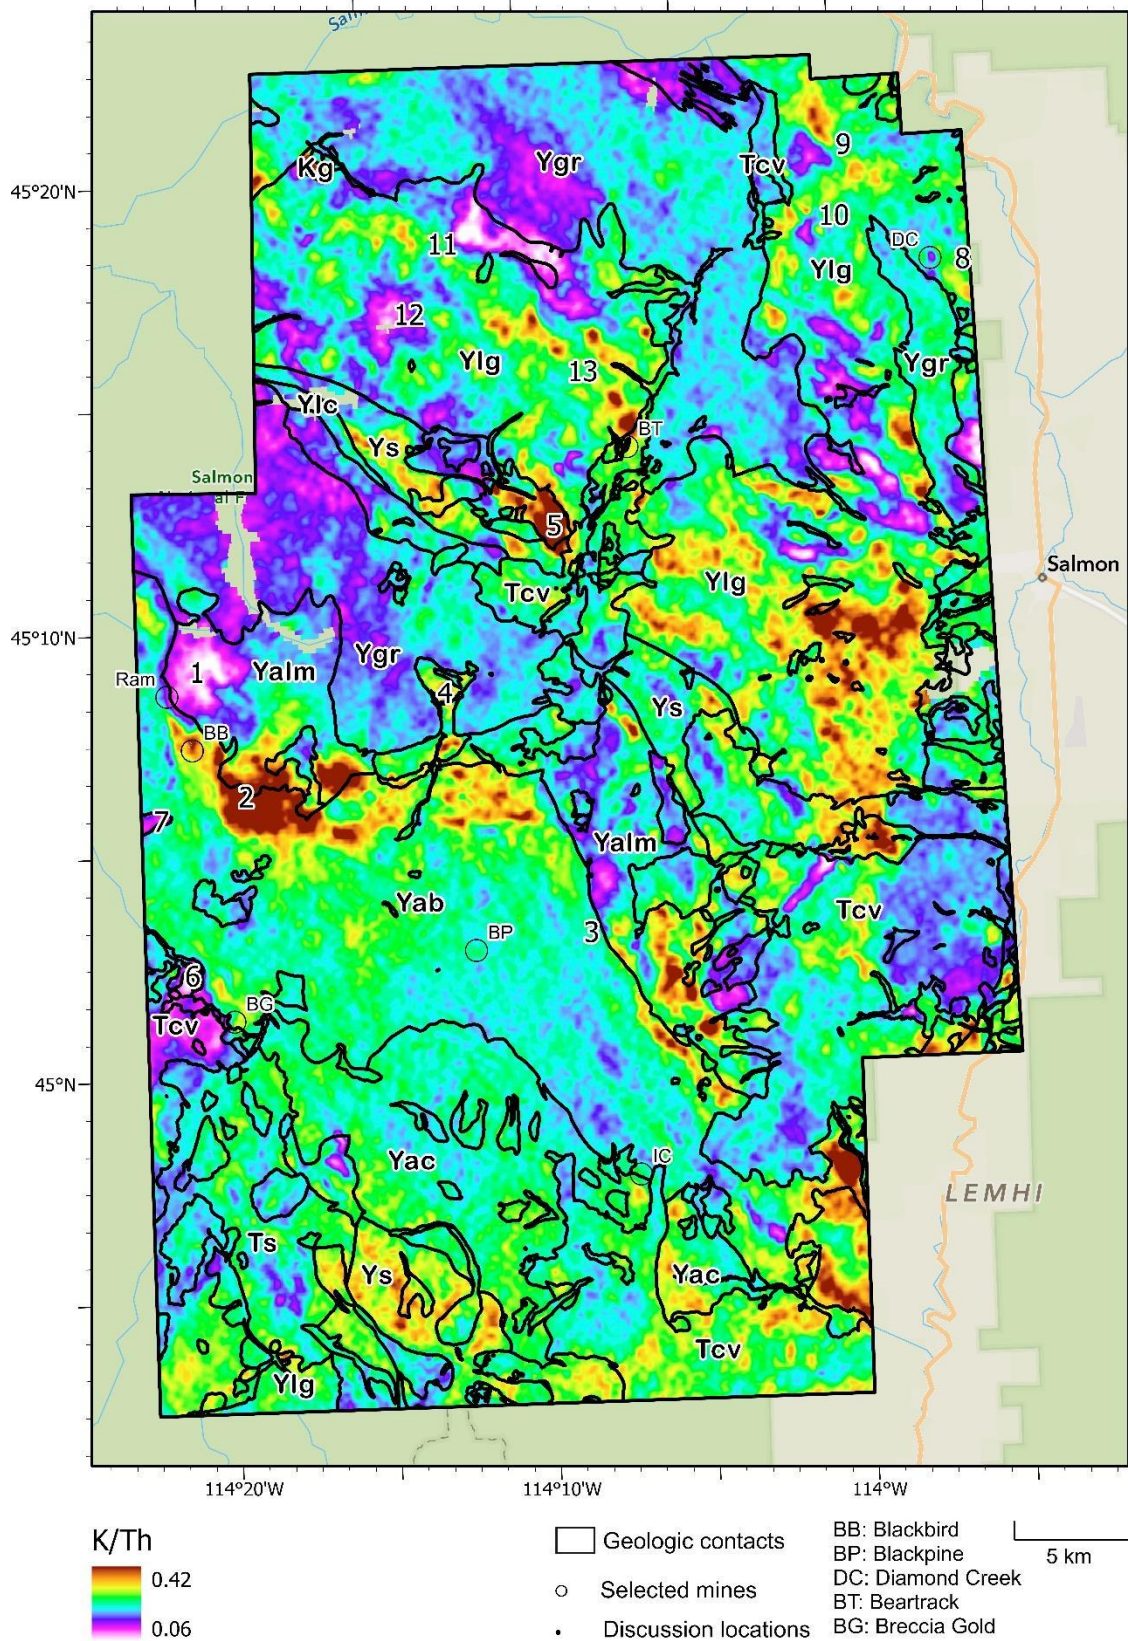 Sal
Ygr
9
45°20'N
Kg
Tcv
10
11
DC
8
Ylg
12
Ylg
13
Ygr
Ylc
BT
Ys
Salmon
National F
5
Salmon
Tcv
Ylg
45°10'N
1
Yalm
Ygr
Ram
4
Ys
BB
2
7
Yalm
Yab
Tcv
BP
3
6
BG
Tcv
45°N
Yac
IC
LEMHI
Ts
Ys
Yac
Tcv
Ylg
114°20'W
114°10'W
114°W
K/Th
0.42
0.06
Geologic contacts
Selected mines
Discussion locations
BB: Blackbird
BP: Blackpine
DC: Diamond Creek
BT: Beartrack
BG: Breccia Gold
5 km